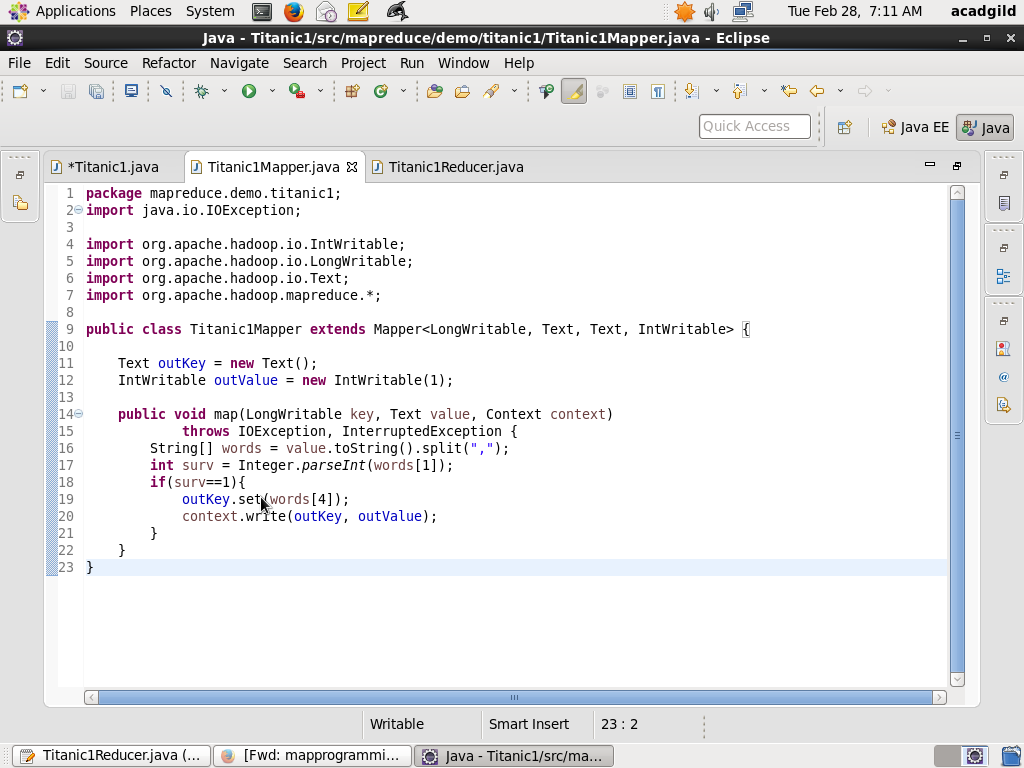 Applications Places System Tue Feb 28, 7:11 AM acadgild
Java - Titanic1/src/mapreduce/demo/titanic1/Titanic1Mapper.java - Eclipse
File Edit Source Refactor Navigate Search Project Run Window Help
Quick Access Java EE Java
*Titanic1.java Titanic1Mapper.java Titanic1Reducer.java
1 package mapreduce.demo.titanic1;
2 import java.io.IOException;
3
4 import org.apache.hadoop.io.IntWritable;
5 import org.apache.hadoop.io.LongWritable;
6 import org.apache.hadoop.io.Text;
7 import org.apache.hadoop.mapreduce.*;
8
9 public class Titanic1Mapper extends Mapper<LongWritable, Text, Text, IntWritable> {
10
11 Text outKey = new Text();
12 IntWritable outValue = new IntWritable(1);
13
14 public void map(LongWritable key, Text value, Context context)
15 throws IOException, InterruptedException {
16 String[] words = value.toString().split(",");
17 int surv = Integer.parseInt(words[1]);
18 if(surv==1){
19 outKey.set(words[4]);
20 context.write(outKey, outValue);
21 }
22 }
23 }
Writable Smart Insert 23 : 2
Titanic1Reducer.java (... [Fwd: mapprogrammi... Java - Titanic1/src/ma...